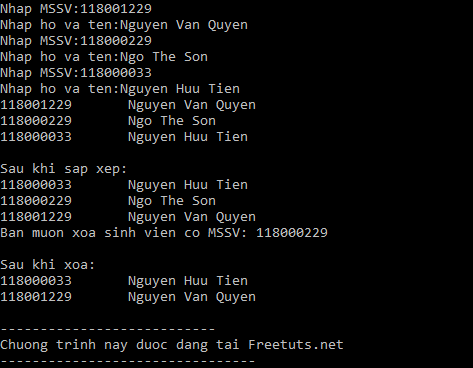 Nhap MSSV:118001229
Nhap ho va ten:Nguyen Van Quyen
Nhap MSSV:118000229
Nhap ho va ten:Ngo The Son
Nhap MSSV:118000033
Nhap ho va ten:Nguyen Huu Tien
118001229 Nguyen Van Quyen
118000229 Ngo The Son
118000033 Nguyen Huu Tien
Sau khi sap xep:
118000033 Nguyen Huu Tien
118000229 Ngo The Son
118001229 Nguyen Van Quyen
Ban muon xoa sinh vien co MSSV: 118000229
Sau khi xoa:
118000033 Nguyen Huu Tien
118001229 Nguyen Van Quyen
---------------------------
Chuong trinh nay duoc dang tai Freetuts.net
--------------------------------